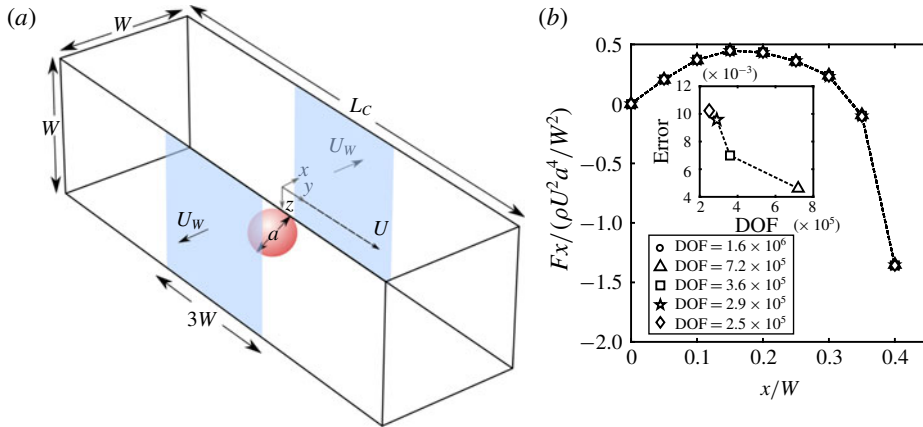 (a)
W
W
L_C
U_W
x
y
z
U
U_W
a
3W
(b)
0.5
0
−0.5
−1.0
−1.5
−2.0
Fx/(ρU²a⁴/W²)
(× 10⁻³)
12
10
8
6
4
Error
2 4 6 8
DOF (× 10⁵)
DOF = 1.6 × 10⁶
DOF = 7.2 × 10⁵
DOF = 3.6 × 10⁵
DOF = 2.9 × 10⁵
DOF = 2.5 × 10⁵
0 0.1 0.2 0.3 0.4
x/W